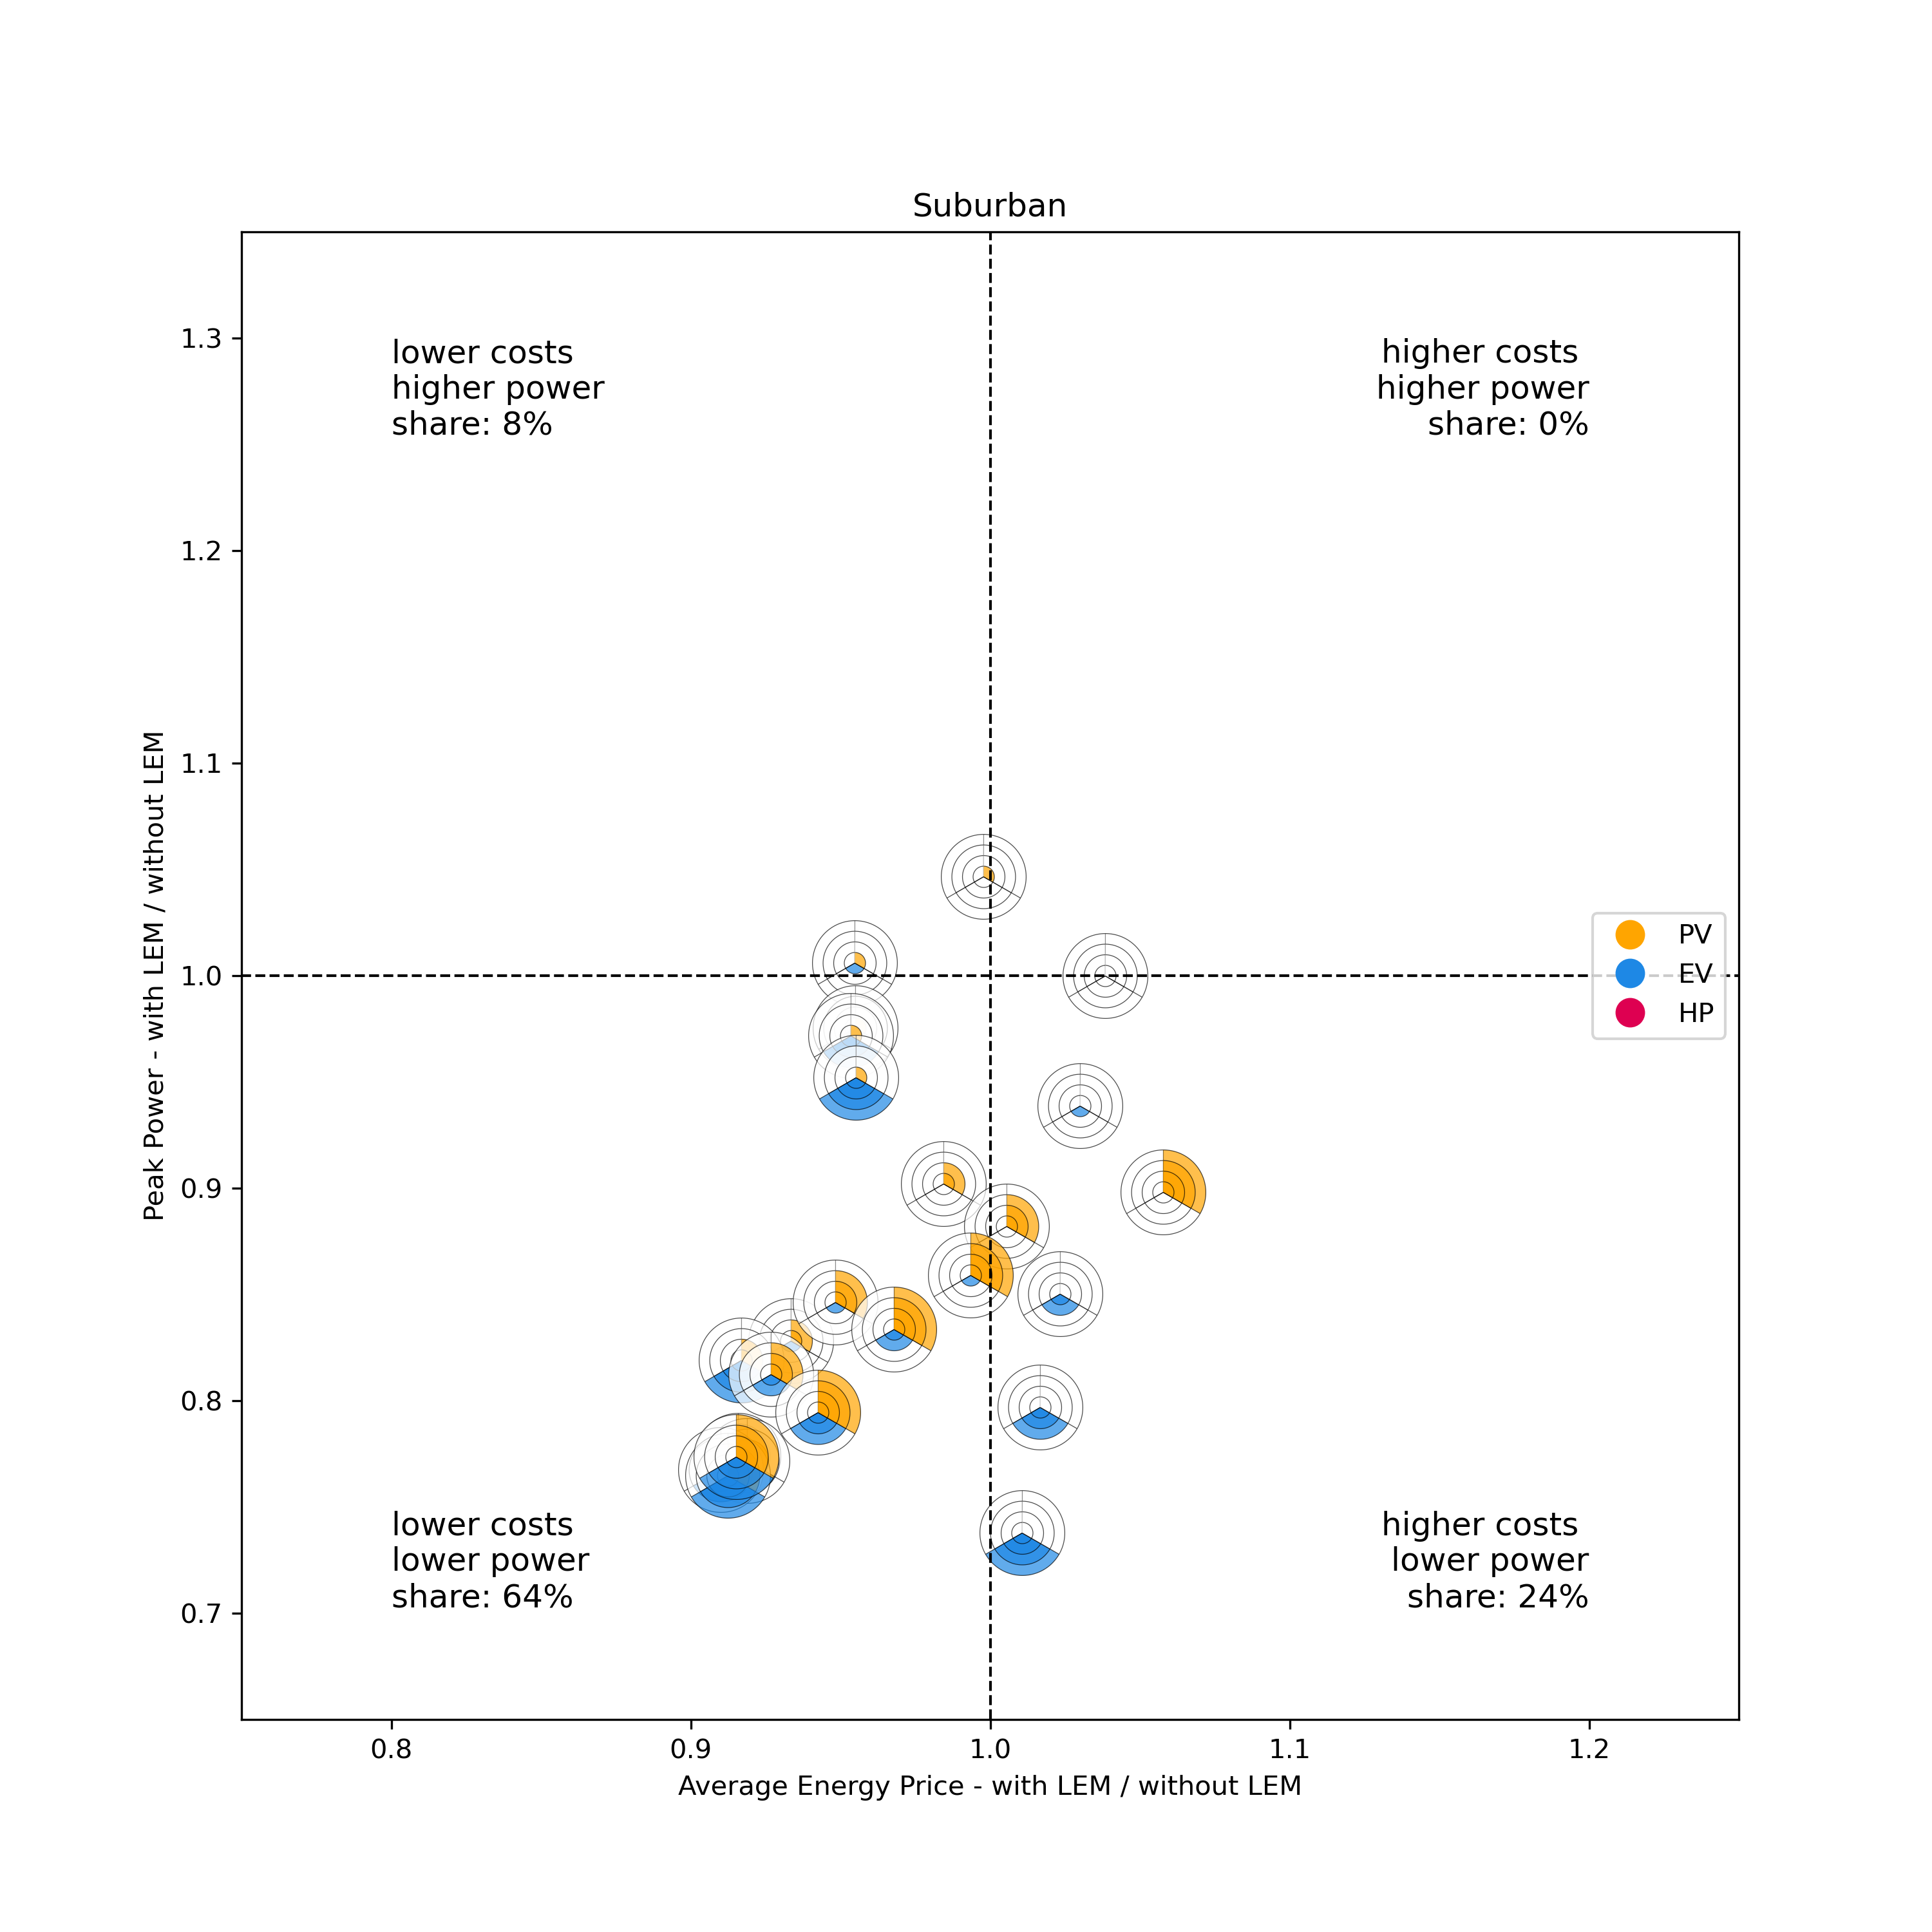 Suburban
lower costs
higher power
share: 8%
higher costs
higher power
share: 0%
1.3
1.2
1.1
1.0
0.9
0.8
0.7
Peak Power - with LEM / without LEM
PV
EV
HP
lower costs
lower power
share: 64%
higher costs
lower power
share: 24%
0.8
0.9
1.0
1.1
1.2
Average Energy Price - with LEM / without LEM